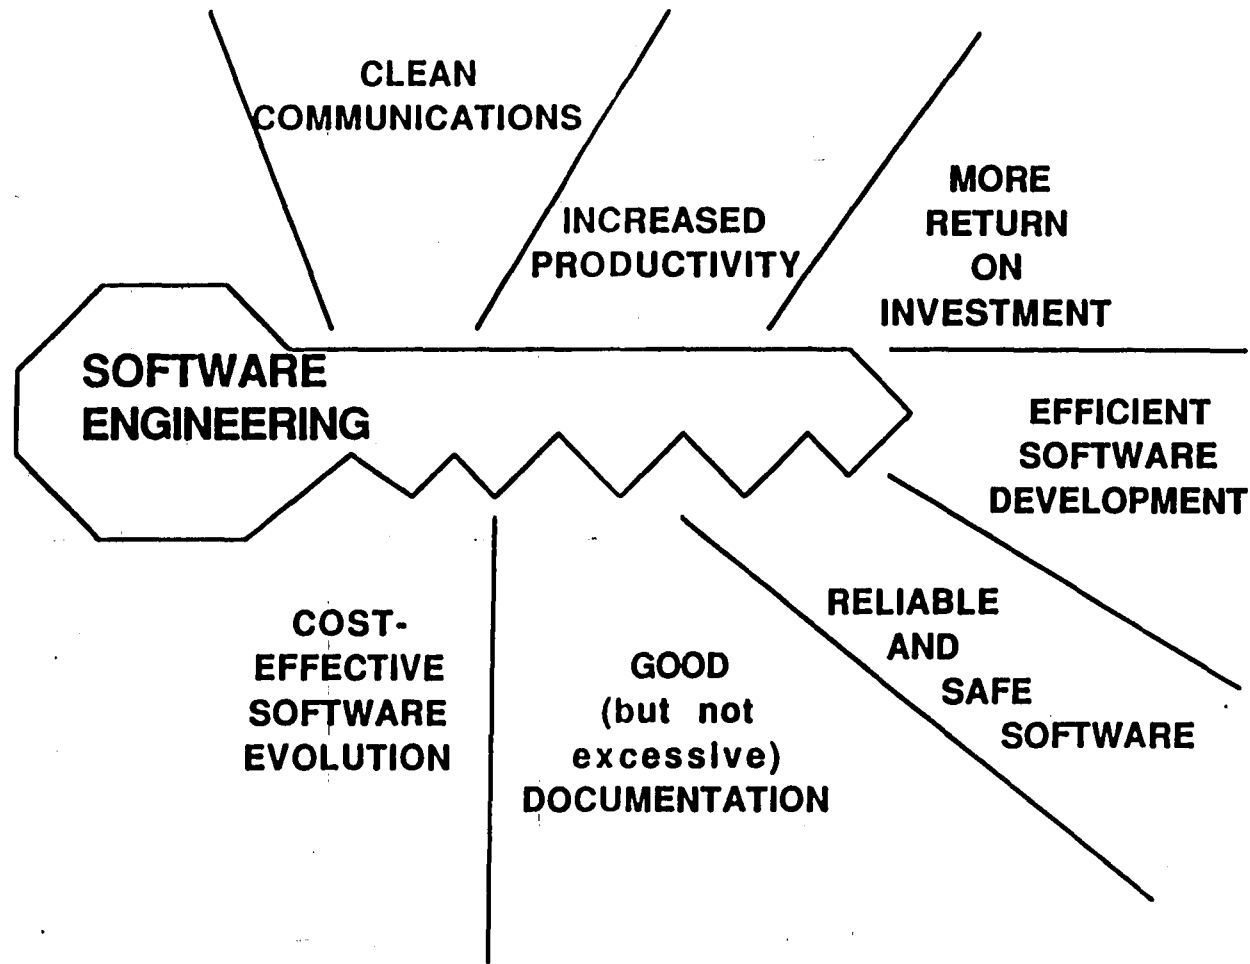 CLEAN
COMMUNICATIONS
INCREASED
PRODUCTIVITY
MORE
RETURN
ON
INVESTMENT
SOFTWARE
ENGINEERING
EFFICIENT
SOFTWARE
DEVELOPMENT
RELIABLE
AND
SAFE
SOFTWARE
GOOD
(but not
excessive)
DOCUMENTATION
COST-
EFFECTIVE
SOFTWARE
EVOLUTION